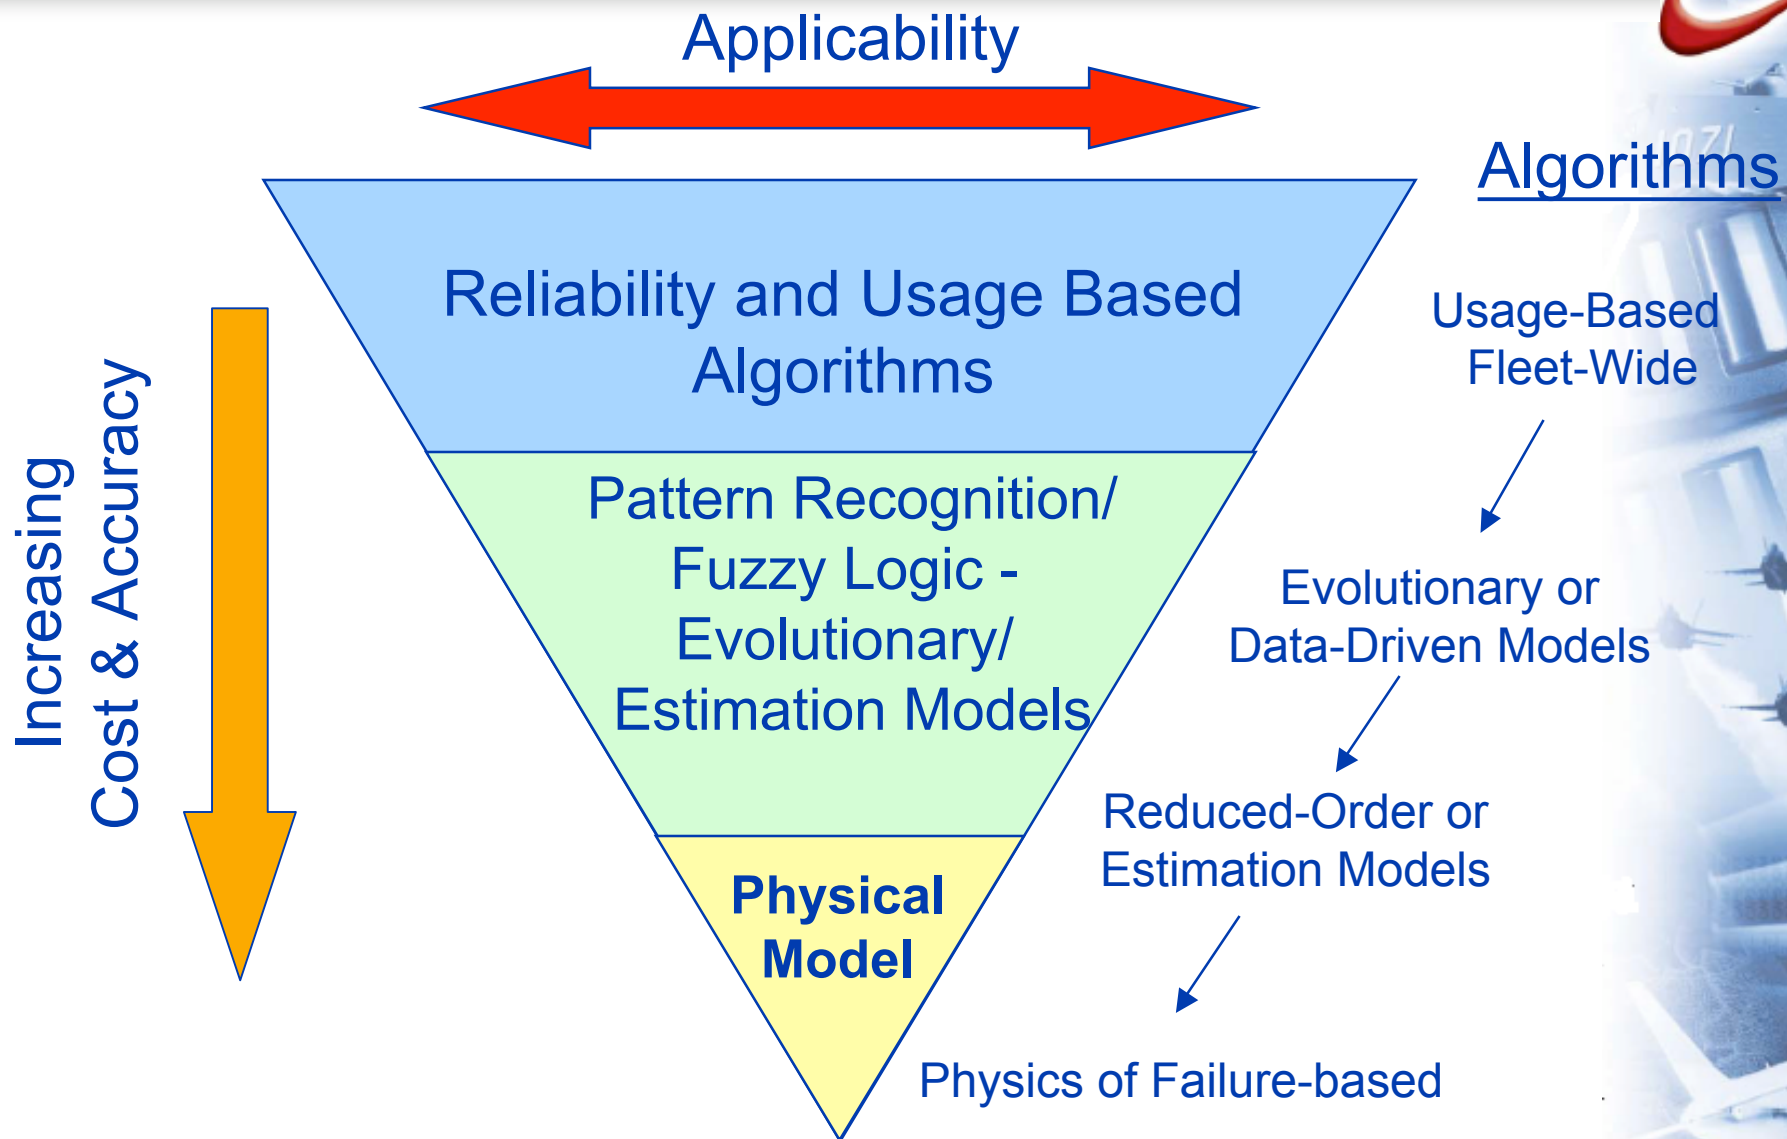 Applicability
Algorithms
Reliability and Usage Based
Algorithms
Usage-Based
Fleet-Wide
Increasing
Cost & Accuracy
Pattern Recognition/
Fuzzy Logic -
Evolutionary/
Estimation Models
Evolutionary or
Data-Driven Models
Reduced-Order or
Estimation Models
Physical
Model
Physics of Failure-based